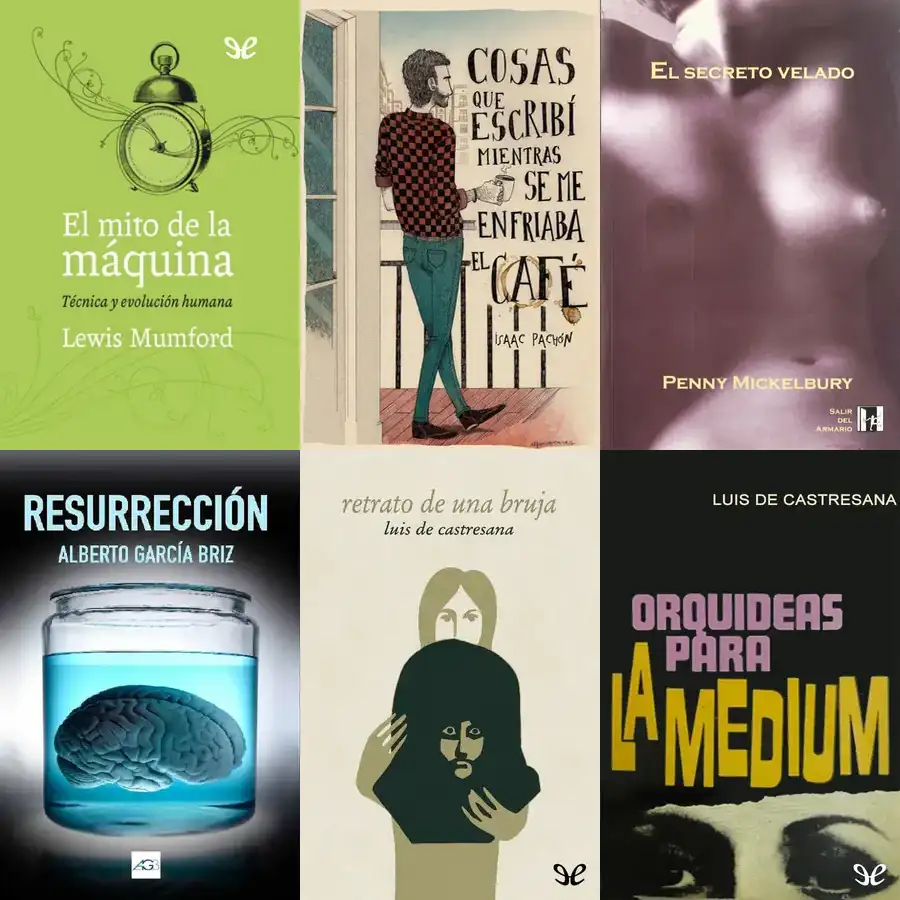 El mito de la
máquina
Técnica y evolución humana
Lewis Mumford
COSAS
QUE
ESCRIBÍ
MIENTRAS
SE ME
ENFRIABA
EL
CAFÉ
ISAAC PACHÓN
EL SECRETO VELADO
PENNY MICKELBURY
SALIR
DEL
ARMARIO
RESURRECCIÓN
ALBERTO GARCÍA BRIZ
AGB
retrato de una bruja
luis de castresana
LUIS DE CASTRESANA
ORQUIDEAS
PARA
LA MEDIUM